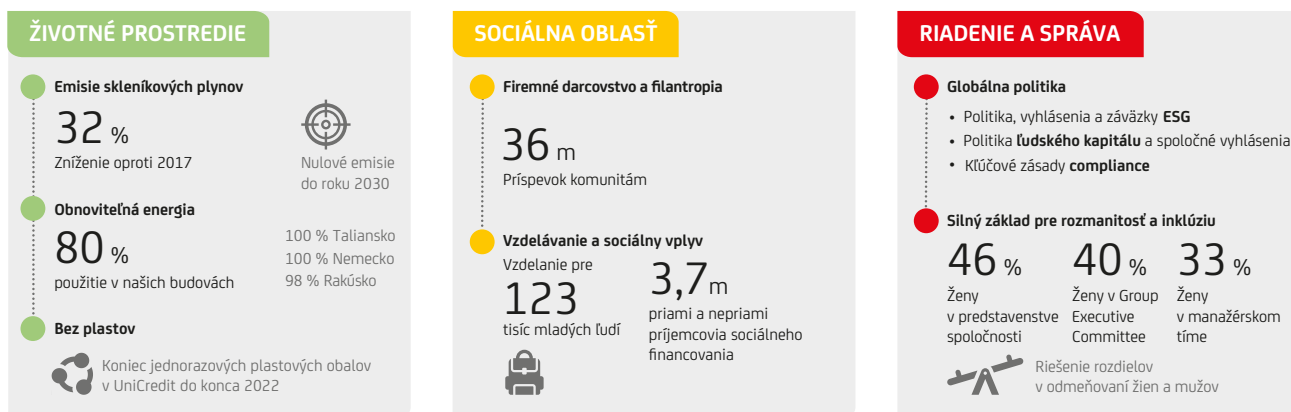 ŽIVOTNÉ PROSTREDIE
Emisie skleníkových plynov
32 %
Zníženie oproti 2017
Nulové emisie
do roku 2030
Obnoviteľná energia
80 %
použitie v našich budovách
100 % Taliansko
100 % Nemecko
98 % Rakúsko
Bez plastov
Koniec jednorazových plastových obalov
v UniCredit do konca 2022
SOCIÁLNA OBLASŤ
Firemné darcovstvo a filantropia
36 m
Príspevok komunitám
Vzdelávanie a sociálny vplyv
Vzdelanie pre
123
tisíc mladých ľudí
3,7m
priami a nepriami
príjemcovia sociálneho
financovania
RIADENIE A SPRÁVA
Globálna politika
• Politika, vyhlásenia a záväzky ESG
• Politika ľudského kapitálu a spoločné vyhlásenia
• Kľúčové zásady compliance
Silný základ pre rozmanitosť a inklúziu
46 %
Ženy
v predstavenstve
spoločnosti
40 %
Ženy v Group
Executive
Committee
33 %
Ženy
v manažérskom
tíme
Riešenie rozdielov
v odmeňovaní žien a mužov